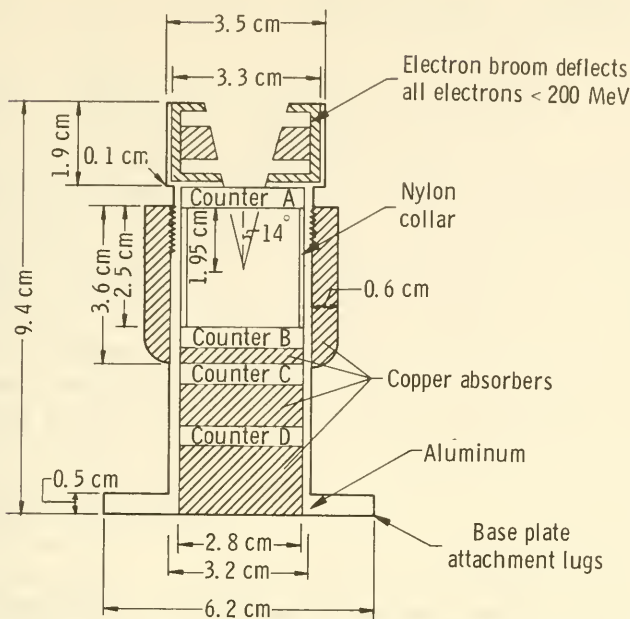 3.5 cm
3.3 cm
Electron broom deflects
all electrons < 200 MeV
1.9 cm
0.1 cm
Counter A
Nylon
collar
14°
1.95 cm
2.5 cm
3.6 cm
9.4 cm
0.6 cm
Counter B
Counter C
Copper absorbers
Counter D
Aluminum
0.5 cm
Base plate
attachment lugs
2.8 cm
3.2 cm
6.2 cm